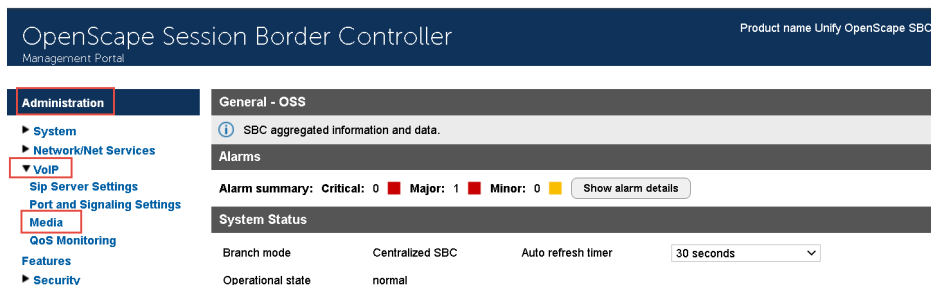 OpenScape Session Border Controller
Management Portal
Product name Unify OpenScape SBC
Administration
System
Network/Net Services
VoIP
Sip Server Settings
Port and Signaling Settings
Media
QoS Monitoring
Features
Security
General - OSS
SBC aggregated information and data.
Alarms
Alarm summary: Critical: 0 Major: 1 Minor: 0 Show alarm details
System Status
Branch mode Centralized SBC Auto refresh timer 30 seconds
Operational state normal